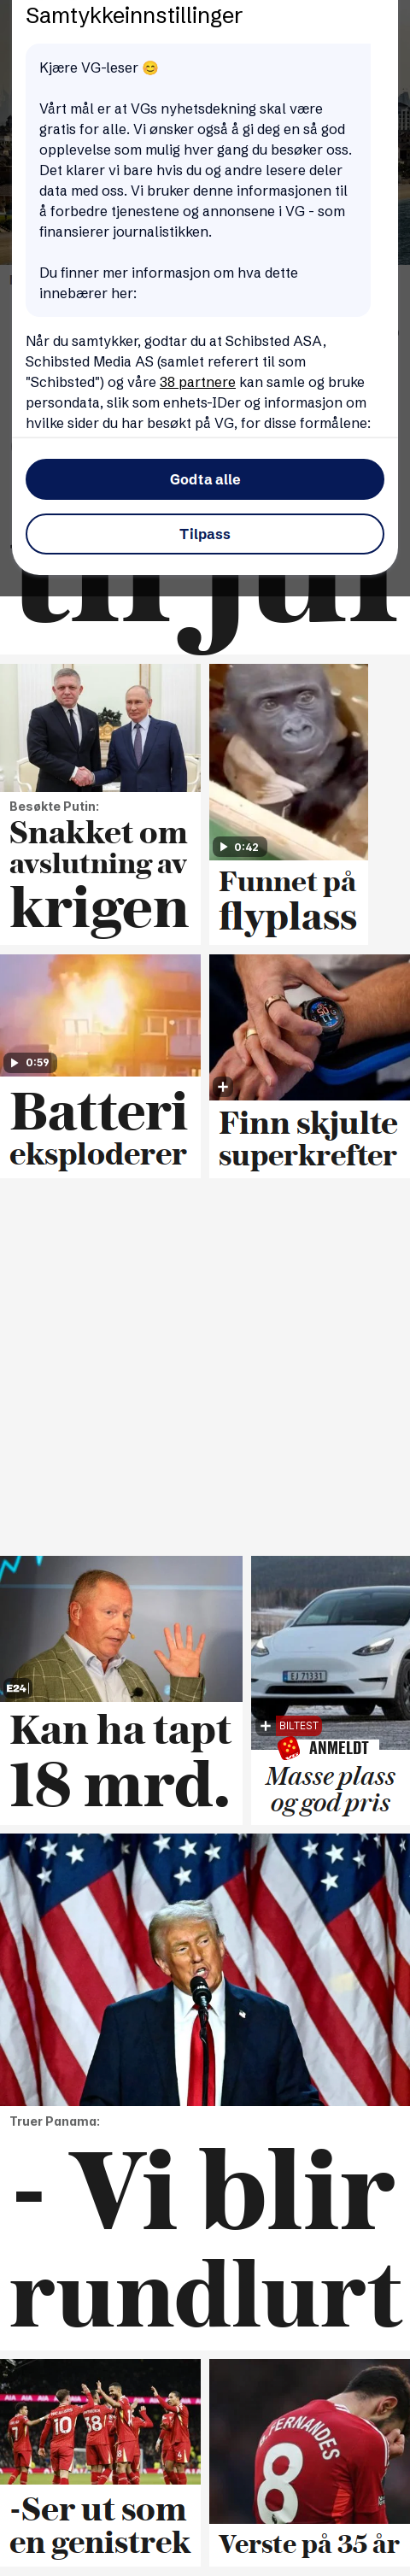 Samtykkeinnstillinger
Kjære VG-leser 😊
Vårt mål er at VGs nyhetsdekning skal være
gratis for alle. Vi ønsker også å gi deg en så god
opplevelse som mulig hver gang du besøker oss.
Det klarer vi bare hvis du og andre lesere deler
data med oss. Vi bruker denne informasjonen til
å forbedre tjenestene og annonsene i VG - som
finansierer journalistikken.
Du finner mer informasjon om hva dette
innebærer her:
Når du samtykker, godtar du at Schibsted ASA,
Schibsted Media AS (samlet referert til som
"Schibsted") og våre 38 partnere kan samle og bruke
persondata, slik som enhets-IDer og informasjon om
hvilke sider du har besøkt på VG, for disse formålene:
Godta alle
Tilpass
til jul
Besøkte Putin:
Snakket om
avslutning av
krigen
0:42
Funnet på
flyplass
0:59
Batteri
eksploderer
Finn skjulte
superkrefter
E24
Kan ha tapt
18 mrd.
EJ 71331
BILTEST
ANMELDT
Masse plass
og god pris
Truer Panama:
- Vi blir
rundlurt
7
10
8
4
-Ser ut som
en genistrek
B. FERNANDES
8
Verste på 35 år